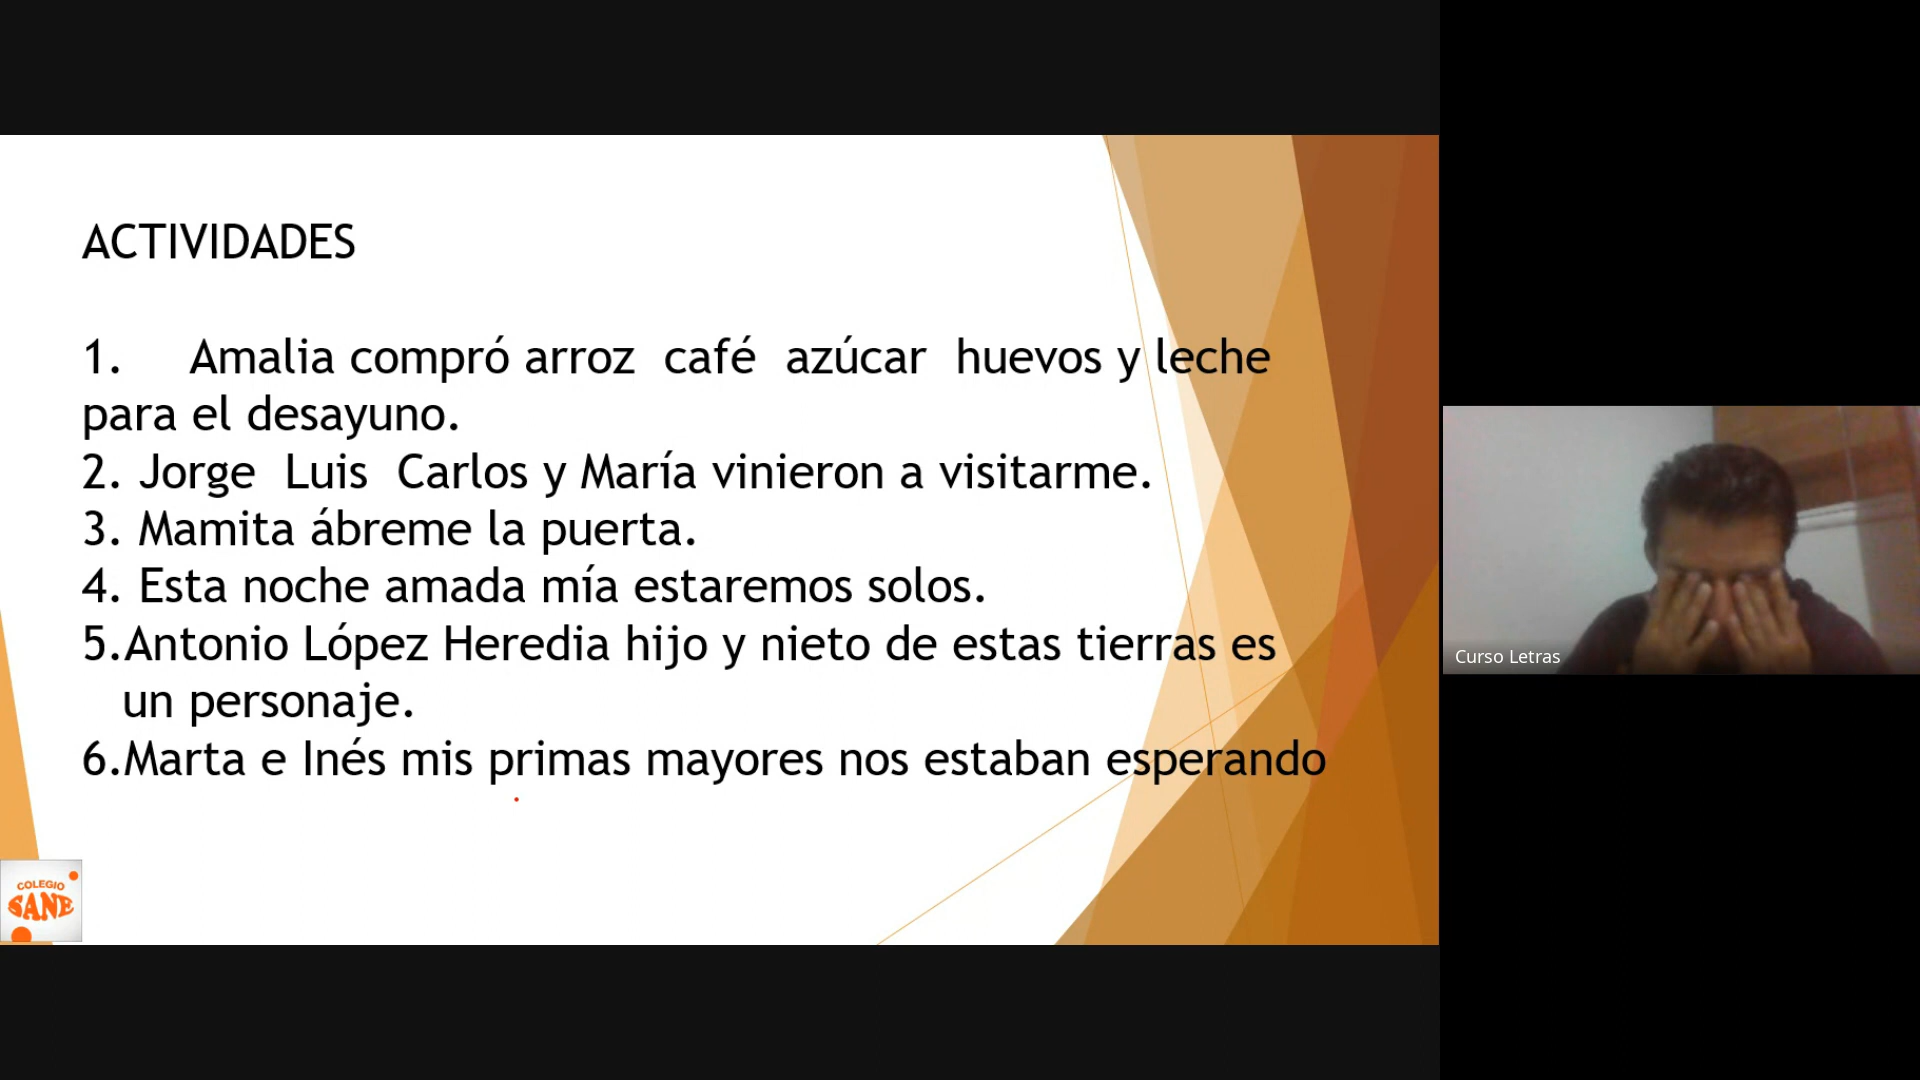 ACTIVIDADES
1. Amalia compró arroz café azúcar huevos y leche
para el desayuno.
2. Jorge Luis Carlos y María vinieron a visitarme.
3. Mamita ábreme la puerta.
4. Esta noche amada mía estaremos solos.
5.Antonio López Heredia hijo y nieto de estas tierras es
un personaje.
6.Marta e Inés mis primas mayores nos estaban esperando
COLEGIO
SANE
Curso Letras